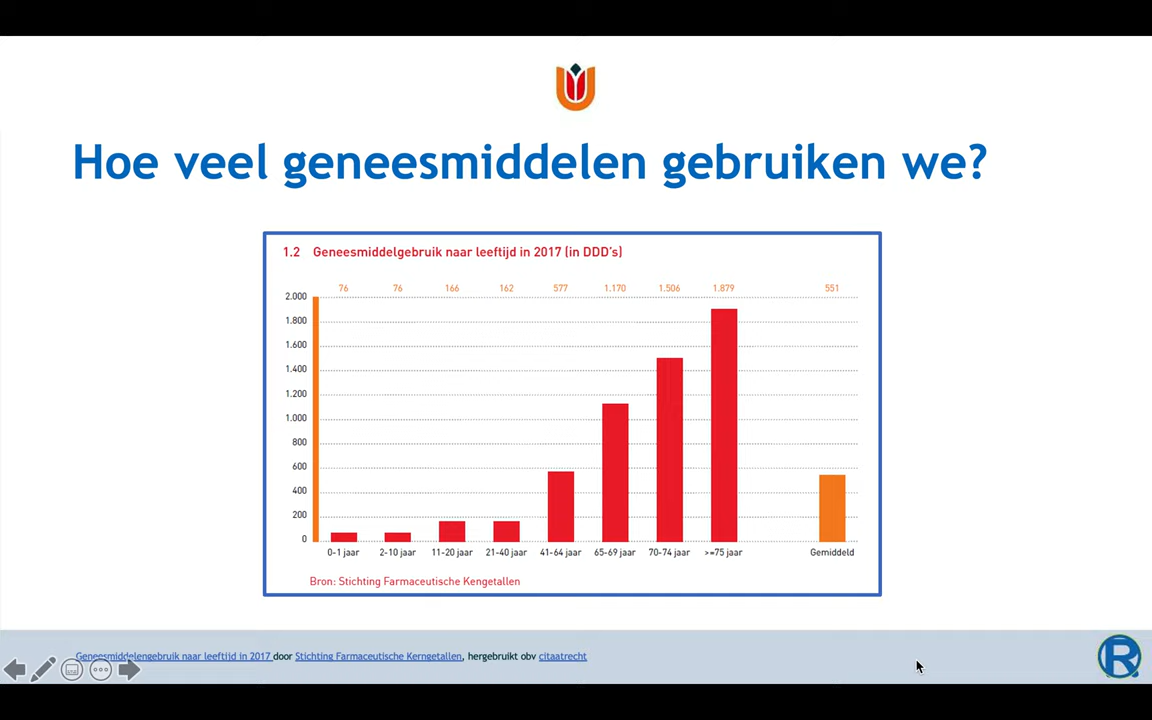 Hoe veel geneesmiddelen gebruiken we?
1.2 Geneesmiddelgebruik naar leeftijd in 2017 (in DDD's)
76 76 166 162 577 1.170 1.506 1.879 551
2.000
1.800
1.600
1.400
1.200
1.000
800
600
400
200
0
0-1 jaar 2-10 jaar 11-20 jaar 21-40 jaar 41-64 jaar 65-69 jaar 70-74 jaar >=75 jaar Gemiddeld
Bron: Stichting Farmaceutische Kengetallen
Geneesmiddelengebruik naar leeftijd in 2017 door Stichting Farmaceutische Kerngetallen, hergebruikt obv citaatrecht
R